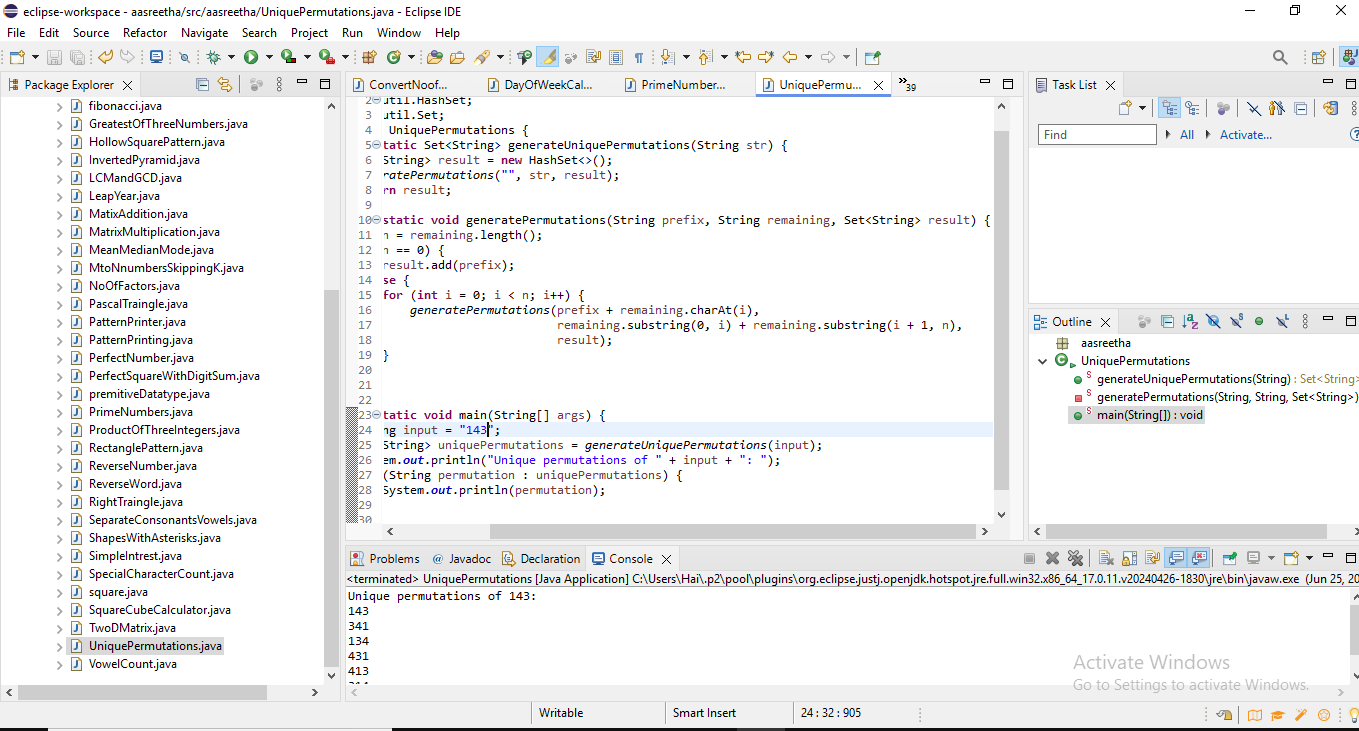 eclipse-workspace - aasreetha/src/aasreetha/UniquePermutations.java - Eclipse IDE
File Edit Source Refactor Navigate Search Project Run Window Help
Package Explorer
fibonacci.java
GreatestOfThreeNumbers.java
HollowSquarePattern.java
InvertedPyramid.java
LCMandGCD.java
LeapYear.java
MatixAddition.java
MatrixMultiplication.java
MeanMedianMode.java
MtoNnumbersSkippingK.java
NoOfFactors.java
PascalTraingle.java
PatternPrinter.java
PatternPrinting.java
PerfectNumber.java
PerfectSquareWithDigitSum.java
premitiveDatatype.java
PrimeNumbers.java
ProductOfThreeIntegers.java
RectanglePattern.java
ReverseNumber.java
ReverseWord.java
RightTraingle.java
SeparateConsonantsVowels.java
ShapesWithAsterisks.java
SimpleIntrest.java
SpecialCharacterCount.java
square.java
SquareCubeCalculator.java
TwoDMatrix.java
UniquePermutations.java
VowelCount.java
ConvertNoof... DayOfWeekCal... PrimeNumber... UniquePermu... »39
2 util.HashSet;
3 util.Set;
4 UniquePermutations {
5 tatic Set<String> generateUniquePermutations(String str) {
6 String> result = new HashSet<>();
7 ratePermutations("", str, result);
8 rn result;
9
10 static void generatePermutations(String prefix, String remaining, Set<String> result) {
11 n = remaining.length();
12 n == 0) {
13 result.add(prefix);
14 se {
15 for (int i = 0; i < n; i++) {
16 generatePermutations(prefix + remaining.charAt(i),
17 remaining.substring(0, i) + remaining.substring(i + 1, n),
18 result);
19 }
20
21
22
23 tatic void main(String[] args) {
24 ng input = "143";
25 String> uniquePermutations = generateUniquePermutations(input);
26 em.out.println("Unique permutations of " + input + ": ");
27 (String permutation : uniquePermutations) {
28 System.out.println(permutation);
29
30
Task List
Find All Activate...
Outline
aasreetha
UniquePermutations
generateUniquePermutations(String) : Set<String>
generatePermutations(String, String, Set<String>)
main(String[]) : void
Problems Javadoc Declaration Console
<terminated> UniquePermutations [Java Application] C:\Users\Hai\.p2\pool\plugins\org.eclipse.justj.openjdk.hotspot.jre.full.win32.x86_64_17.0.11.v20240426-1830\jre\bin\javaw.exe (Jun 25, 20
Unique permutations of 143:
143
341
134
431
413
314
Activate Windows
Go to Settings to activate Windows.
Writable Smart Insert 24 : 32 : 905